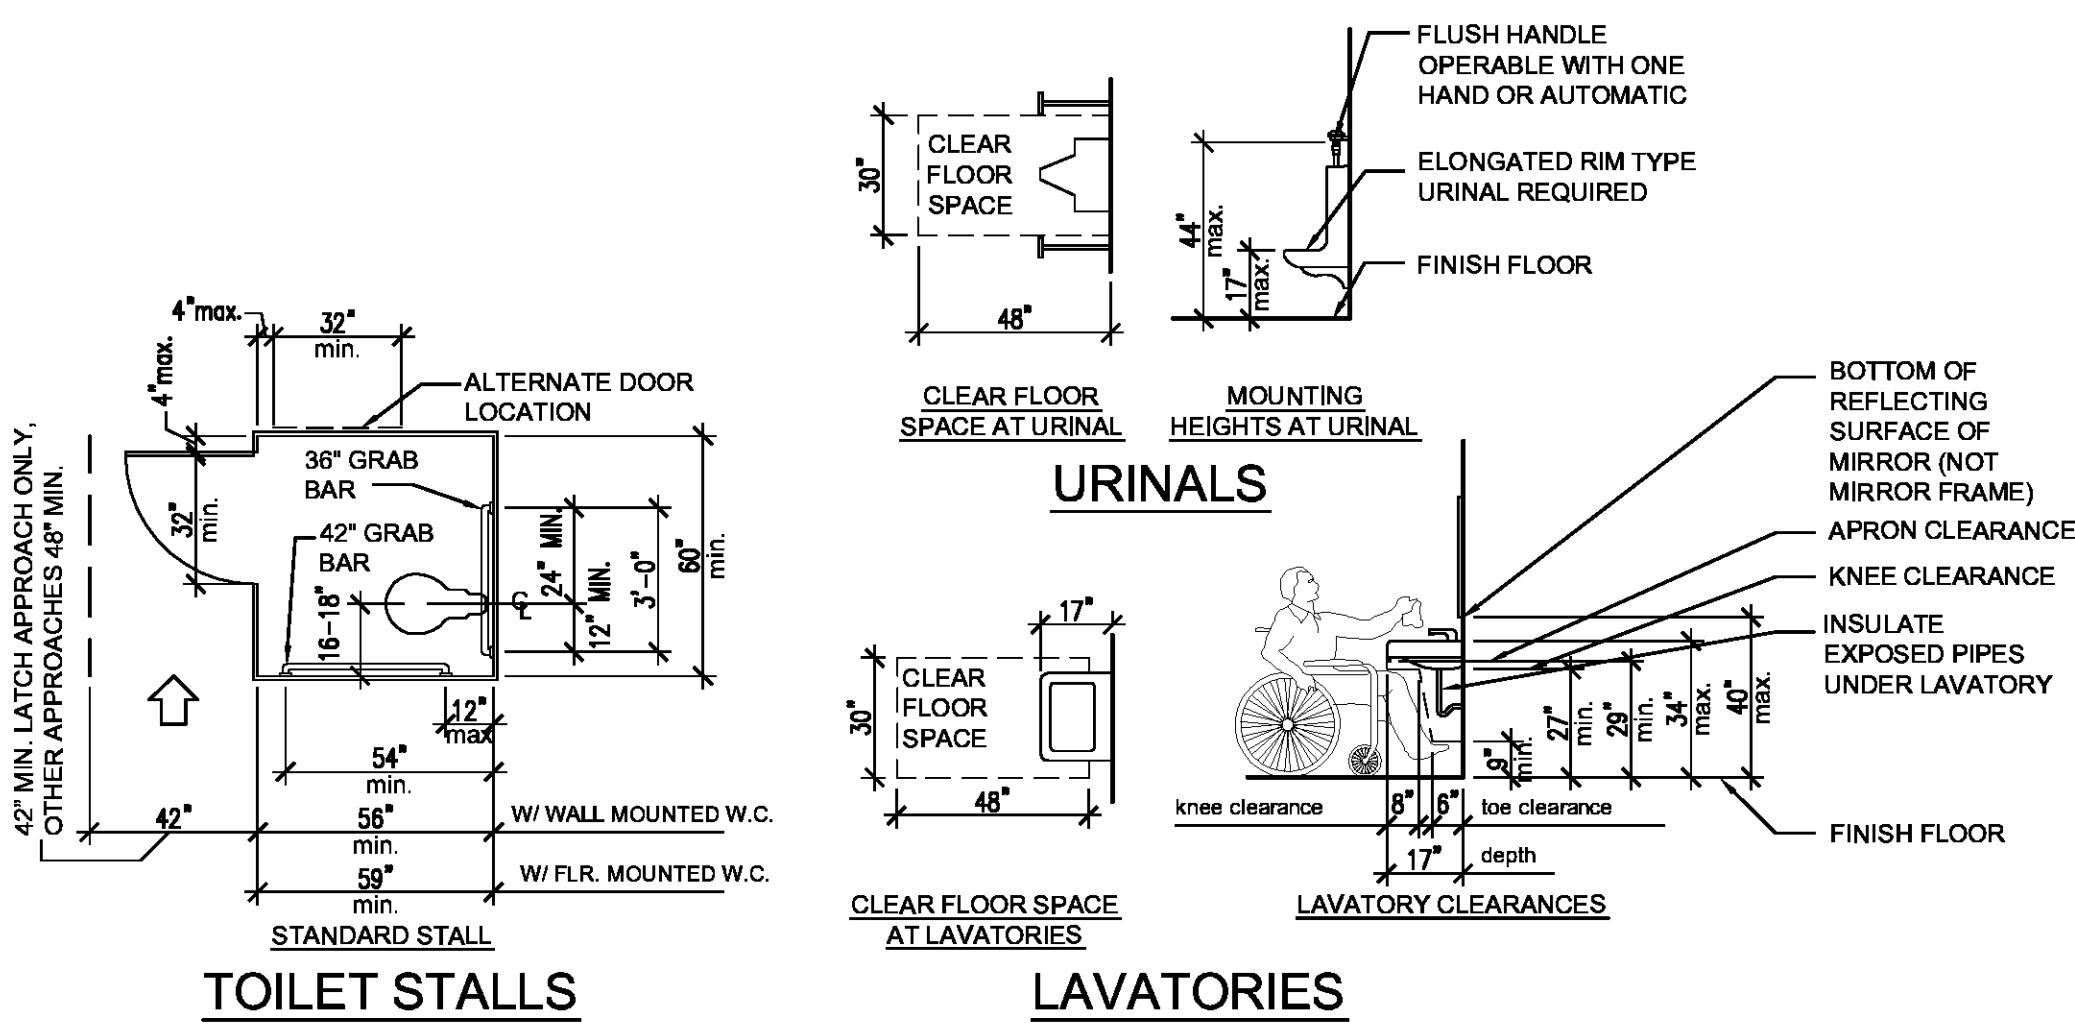 4" max.
32"
min.
4" max.
ALTERNATE DOOR
LOCATION
42" MIN. LATCH APPROACH ONLY,
OTHER APPROACHES 48" MIN.
36" GRAB
BAR
32"
min.
42" GRAB
BAR
16-18"
CL
24" MIN.
12" MIN.
3'-0"
60"
min.
12"
max
54"
min.
42"
56"
min.
W/ WALL MOUNTED W.C.
59"
min.
W/ FLR. MOUNTED W.C.
STANDARD STALL
TOILET STALLS
30"
CLEAR
FLOOR
SPACE
48"
CLEAR FLOOR
SPACE AT URINAL
FLUSH HANDLE
OPERABLE WITH ONE
HAND OR AUTOMATIC
ELONGATED RIM TYPE
URINAL REQUIRED
FINISH FLOOR
44"
max.
17"
max.
MOUNTING
HEIGHTS AT URINAL
URINALS
17"
30"
CLEAR
FLOOR
SPACE
48"
CLEAR FLOOR SPACE
AT LAVATORIES
BOTTOM OF
REFLECTING
SURFACE OF
MIRROR (NOT
MIRROR FRAME)
APRON CLEARANCE
KNEE CLEARANCE
INSULATE
EXPOSED PIPES
UNDER LAVATORY
FINISH FLOOR
9"
min.
27"
min.
29"
min.
34"
max.
40"
max.
knee clearance
8"
6"
toe clearance
17"
depth
LAVATORY CLEARANCES
LAVATORIES